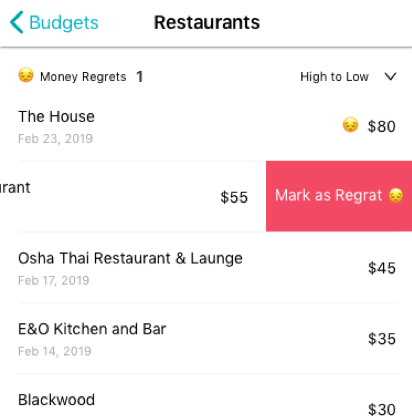 Budgets
Restaurants
Money Regrets 1
High to Low
The House
Feb 23, 2019
$80
$55
Mark as Regrat
Osha Thai Restaurant & Launge
Feb 17, 2019
$45
E&O Kitchen and Bar
Feb 14, 2019
$35
Blackwood
$30